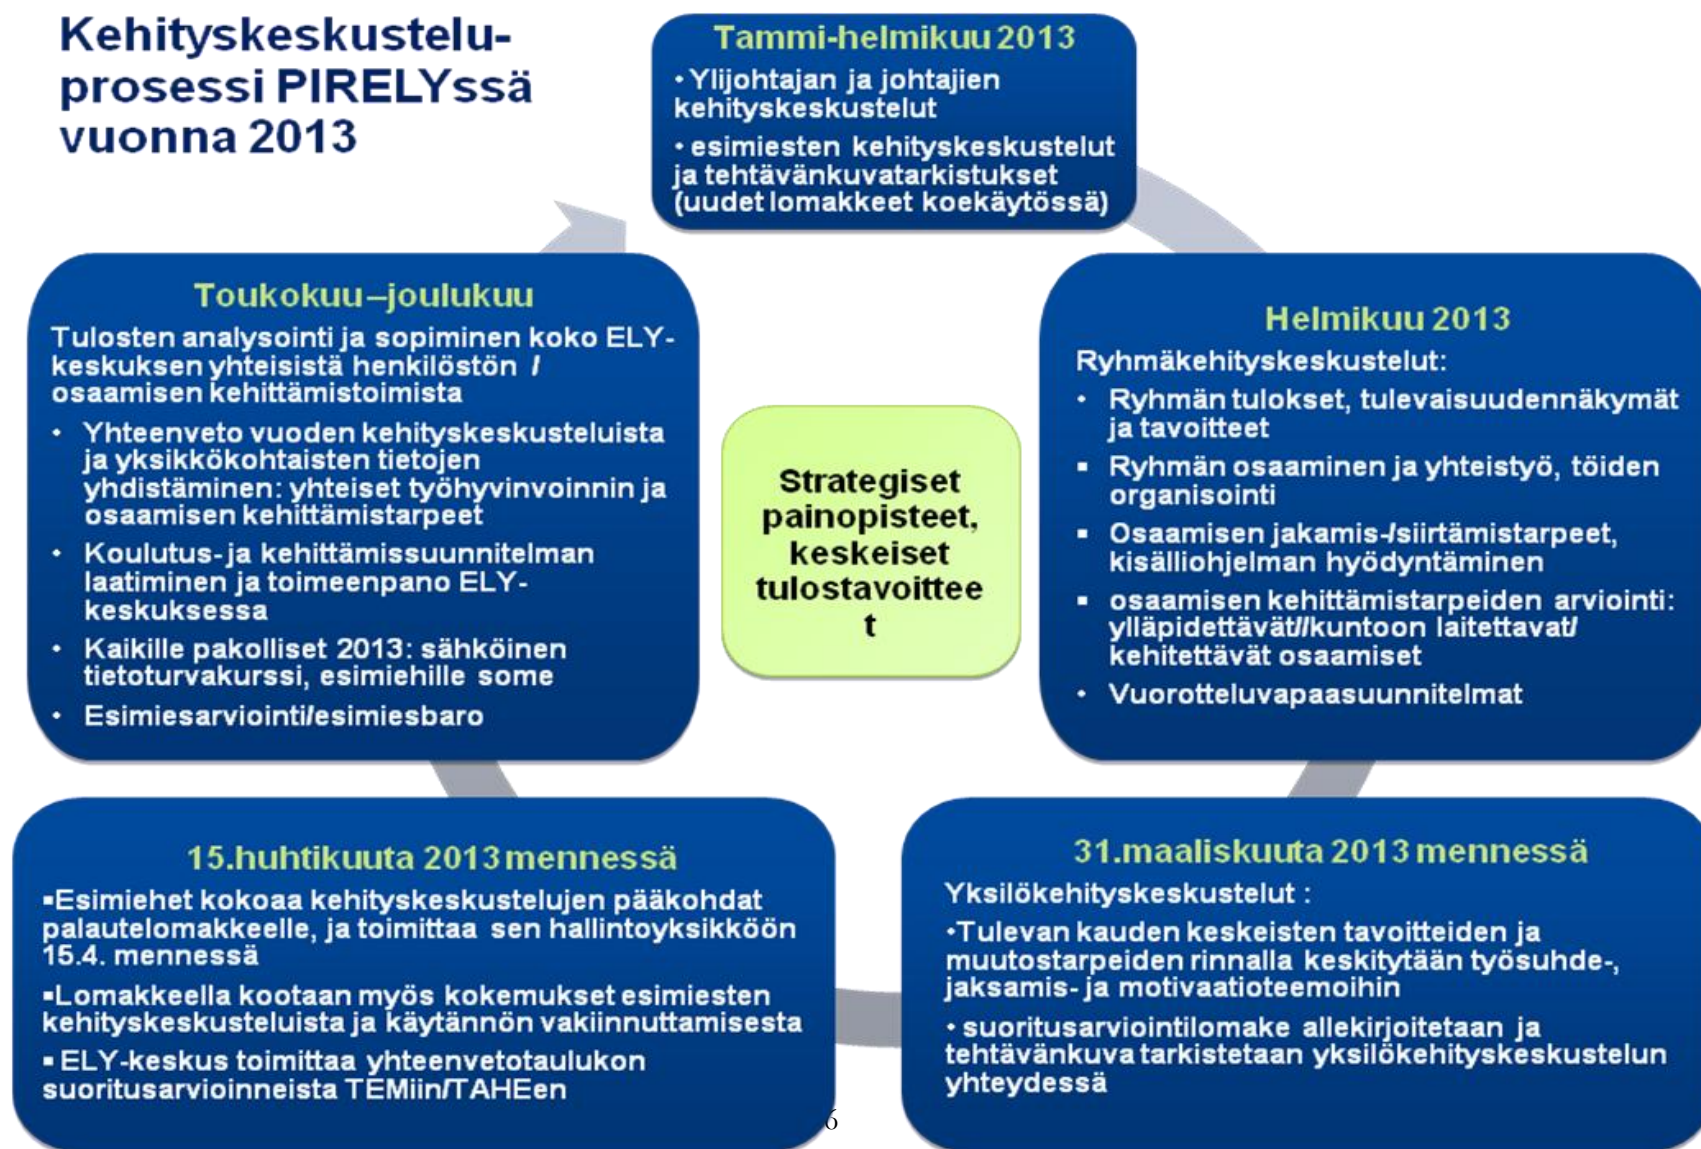 Kehityskeskustelu-
prosessi PIRELYssä
vuonna 2013
Tammi-helmikuu 2013
• Ylijohtajan ja johtajien
kehityskeskustelut
• esimiesten kehityskeskustelut
ja tehtävänkuvatarkistukset
(uudet lomakkeet koekäytössä)
Helmikuu 2013
Ryhmäkehityskeskustelut:
• Ryhmän tulokset, tulevaisuudennäkymät
ja tavoitteet
▪ Ryhmän osaaminen ja yhteistyö, töiden
organisointi
▪ Osaamisen jakamis-/siirtämistarpeet,
kisälliohjelman hyödyntäminen
▪ osaamisen kehittämistarpeiden arviointi:
ylläpidettävät//kuntoon laitettavat/
kehitettävät osaamiset
• Vuorotteluvapaasuunnitelmat
31.maaliskuuta 2013 mennessä
Yksilökehityskeskustelut :
•Tulevan kauden keskeisten tavoitteiden ja
muutostarpeiden rinnalla keskitytään työsuhde-,
jaksamis- ja motivaatioteemoihin
• suoritusarviointilomake allekirjoitetaan ja
tehtävänkuva tarkistetaan yksilökehityskeskustelun
yhteydessä
15.huhtikuuta 2013 mennessä
▪Esimiehet kokoaa kehityskeskustelujen pääkohdat
palautelomakkeelle, ja toimittaa sen hallintoyksikköön
15.4. mennessä
▪Lomakkeella kootaan myös kokemukset esimiesten
kehityskeskusteluista ja käytännön vakiinnuttamisesta
▪ ELY-keskus toimittaa yhteenvetotaulukon
suoritusarvioinneista TEMiin/TAHEen
Toukokuu –joulukuu
Tulosten analysointi ja sopiminen koko ELY-
keskuksen yhteisistä henkilöstön /
osaamisen kehittämistoimista
• Yhteenveto vuoden kehityskeskusteluista
ja yksikkökohtaisten tietojen
yhdistäminen: yhteiset työhyvinvoinnin ja
osaamisen kehittämistarpeet
• Koulutus-ja kehittämissuunnitelman
laatiminen ja toimeenpano ELY-
keskuksessa
• Kaikille pakolliset 2013: sähköinen
tietoturvakurssi, esimiehille some
• Esimiesarviointi/esimiesbaro
Strategiset
painopisteet,
keskeiset
tulostavoittee
t
6